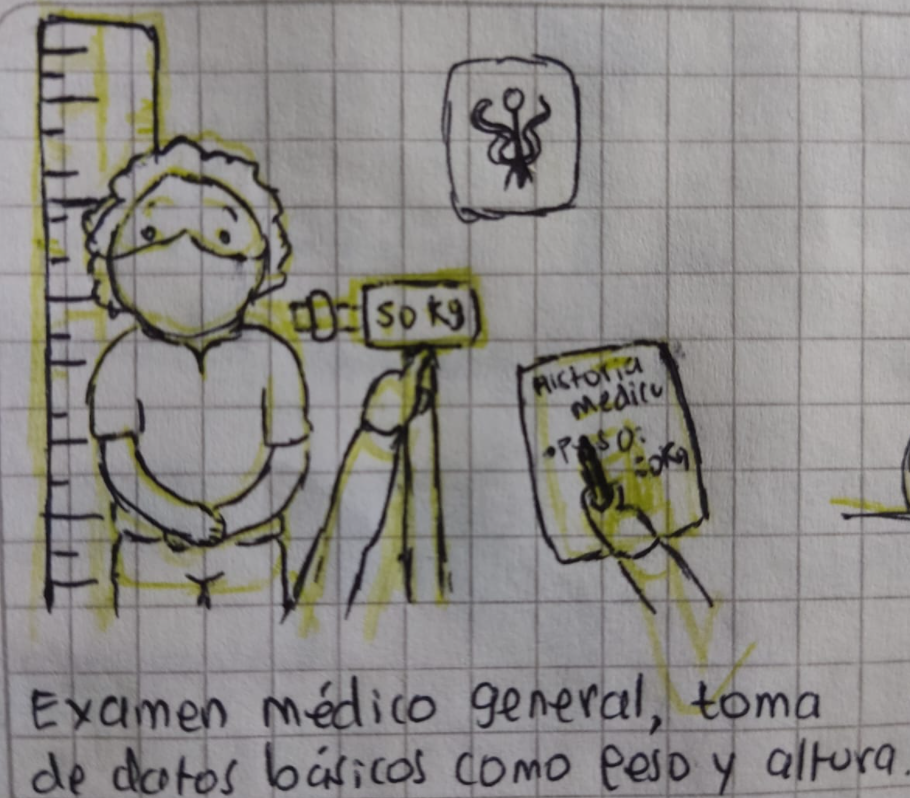 50 kg
Historia
medica
•Peso:
50Kg
Examen médico general, toma
de datos básicos como peso y altura.